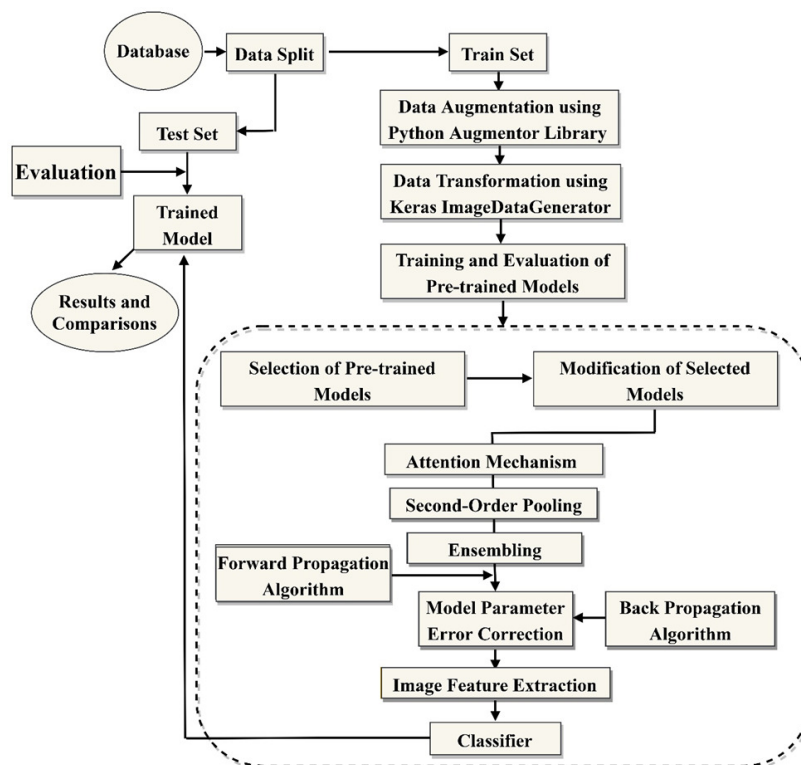 Database
Data Split
Train Set
Data Augmentation using
Python Augmentor Library
Test Set
Evaluation
Data Transformation using
Keras ImageDataGenerator
Trained
Model
Training and Evaluation of
Pre-trained Models
Results and
Comparisons
Selection of Pre-trained
Models
Modification of Selected
Models
Attention Mechanism
Second-Order Pooling
Ensembling
Forward Propagation
Algorithm
Model Parameter
Error Correction
Back Propagation
Algorithm
Image Feature Extraction
Classifier